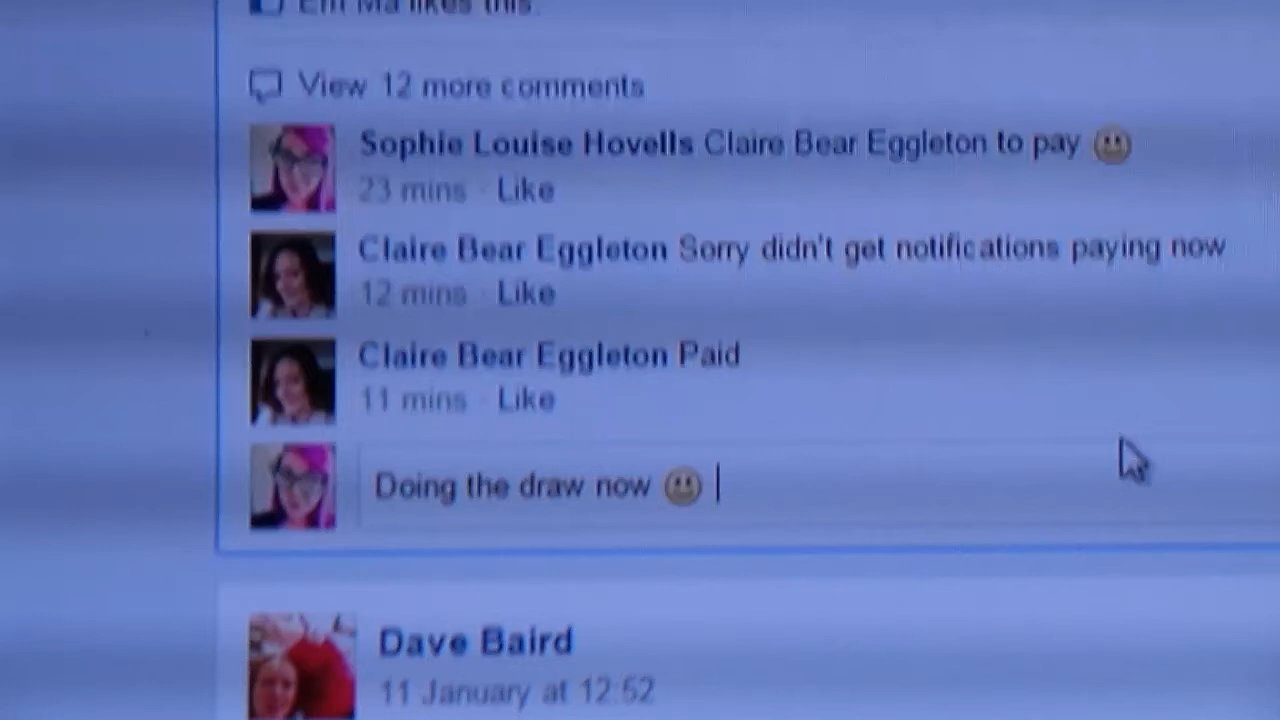 Em Ma likes this.
View 12 more comments
Sophie Louise Hovells Claire Bear Eggleton to pay
23 mins · Like
Claire Bear Eggleton Sorry didn't get notifications paying now
12 mins · Like
Claire Bear Eggleton Paid
11 mins · Like
Doing the draw now
Dave Baird
11 January at 12:52